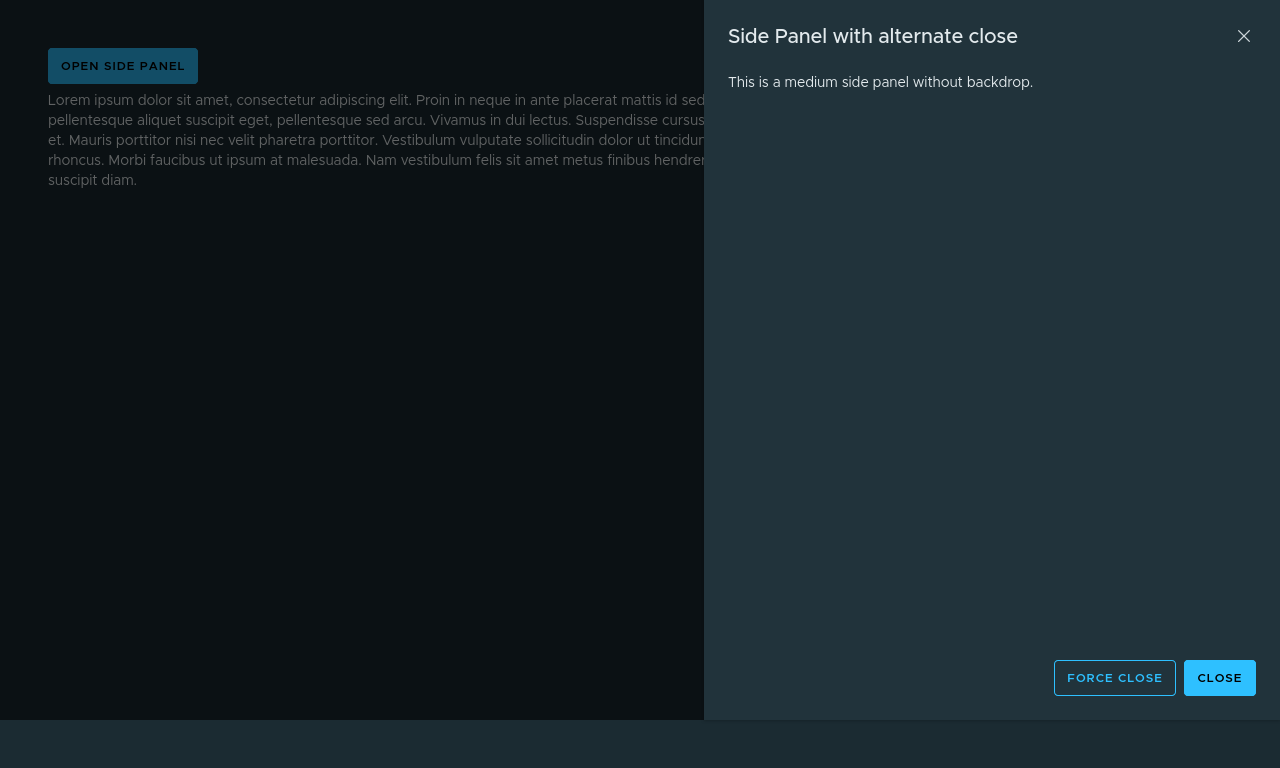 OPEN SIDE PANEL
Lorem ipsum dolor sit amet, consectetur adipiscing elit. Proin in neque in ante placerat mattis id sed
pellentesque aliquet suscipit eget, pellentesque sed arcu. Vivamus in dui lectus. Suspendisse cursus
et. Mauris porttitor nisi nec velit pharetra porttitor. Vestibulum vulputate sollicitudin dolor ut
rhoncus. Morbi faucibus ut ipsum at malesuada. Nam vestibulum felis sit amet metus finibus
suscipit diam.
Side Panel with alternate close
This is a medium side panel without backdrop.
FORCE CLOSE
CLOSE